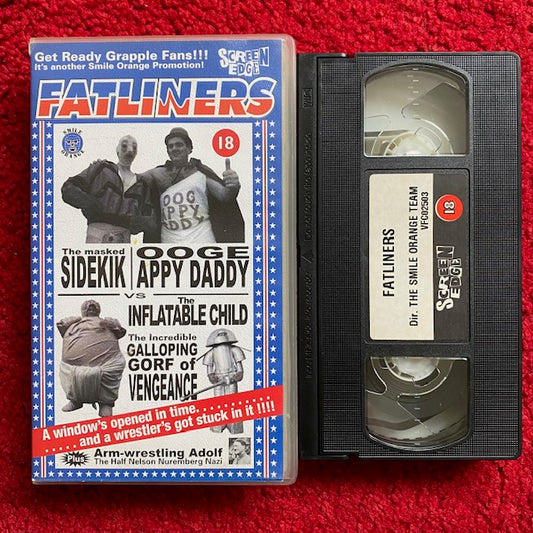 Get Ready Grapple Fans!!!
It's another Smile Orange Promotion!
SCREEN
EDGE
FATLINERS
SMILE
ORANGE
18
OOG
APPY
DADDY
The masked
SIDEKIK
OOGE
APPY DADDY
VS
The
INFLATABLE CHILD
The Incredible
GALLOPING
GORF of
VENGEANCE
A window's opened in time............
......and a wrestler's got stuck in it !!!!
Plus
Arm-wrestling Adolf
The Half Nelson Nuremberg Nazi
FATLINERS
Dir. THE SMILE ORANGE TEAM
VFC02503
18
SCREEN
EDGE